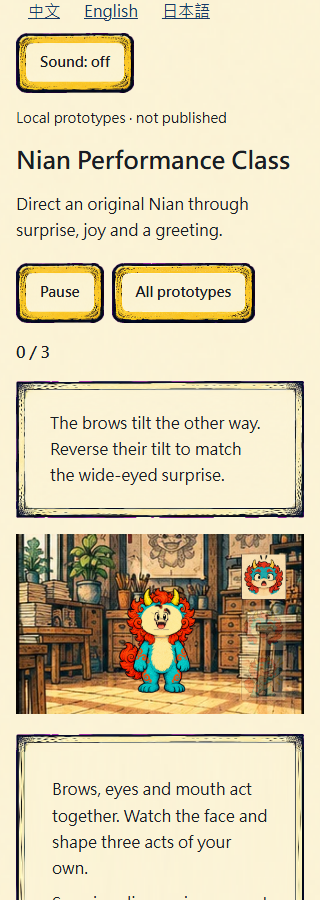 中文 English 日本語
Sound: off
Local prototypes · not published
Nian Performance Class
Direct an original Nian through
surprise, joy and a greeting.
Pause All prototypes
0 / 3
The brows tilt the other way.
Reverse their tilt to match
the wide-eyed surprise.
Brows, eyes and mouth act
together. Watch the face and
shape three acts of your
own.